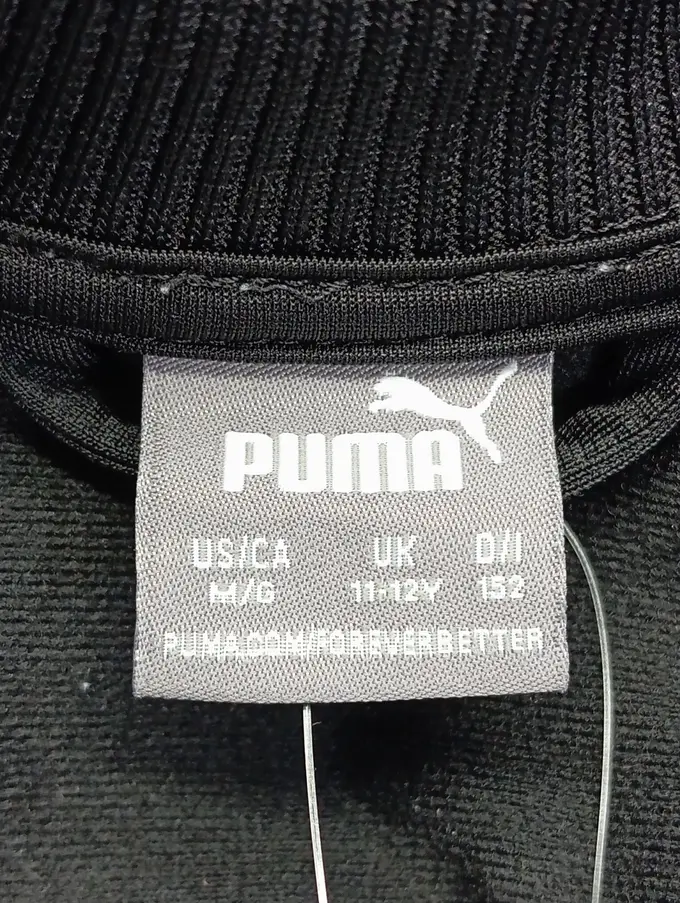 PUMA
US/CA UK D/I
M/G 11-12Y 152
PUMA.COM/FOREVERBETTER